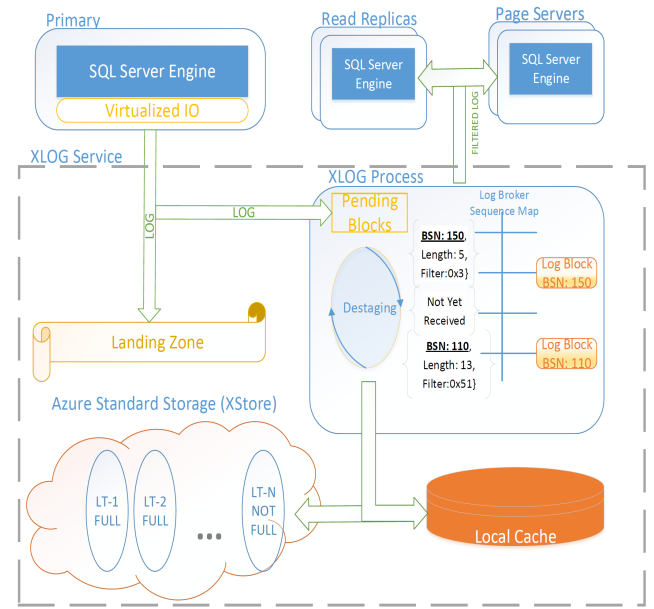 Primary
SQL Server Engine
Virtualized IO
Read Replicas
SQL Server
Engine
Page Servers
SQL Server
Engine
FILTERED LOG
XLOG Service
LOG
LOG
Landing Zone
XLOG Process
Pending
Blocks
Destaging
Log Broker
Sequence Map
BSN: 150,
Length: 5,
Filter:0x3}
Not Yet
Received
BSN: 110,
Length: 13,
Filter:0x51}
Log Block
BSN: 150
Log Block
BSN: 110
Azure Standard Storage (XStore)
LT-1
FULL
LT-2
FULL
...
LT-N
NOT
FULL
Local Cache